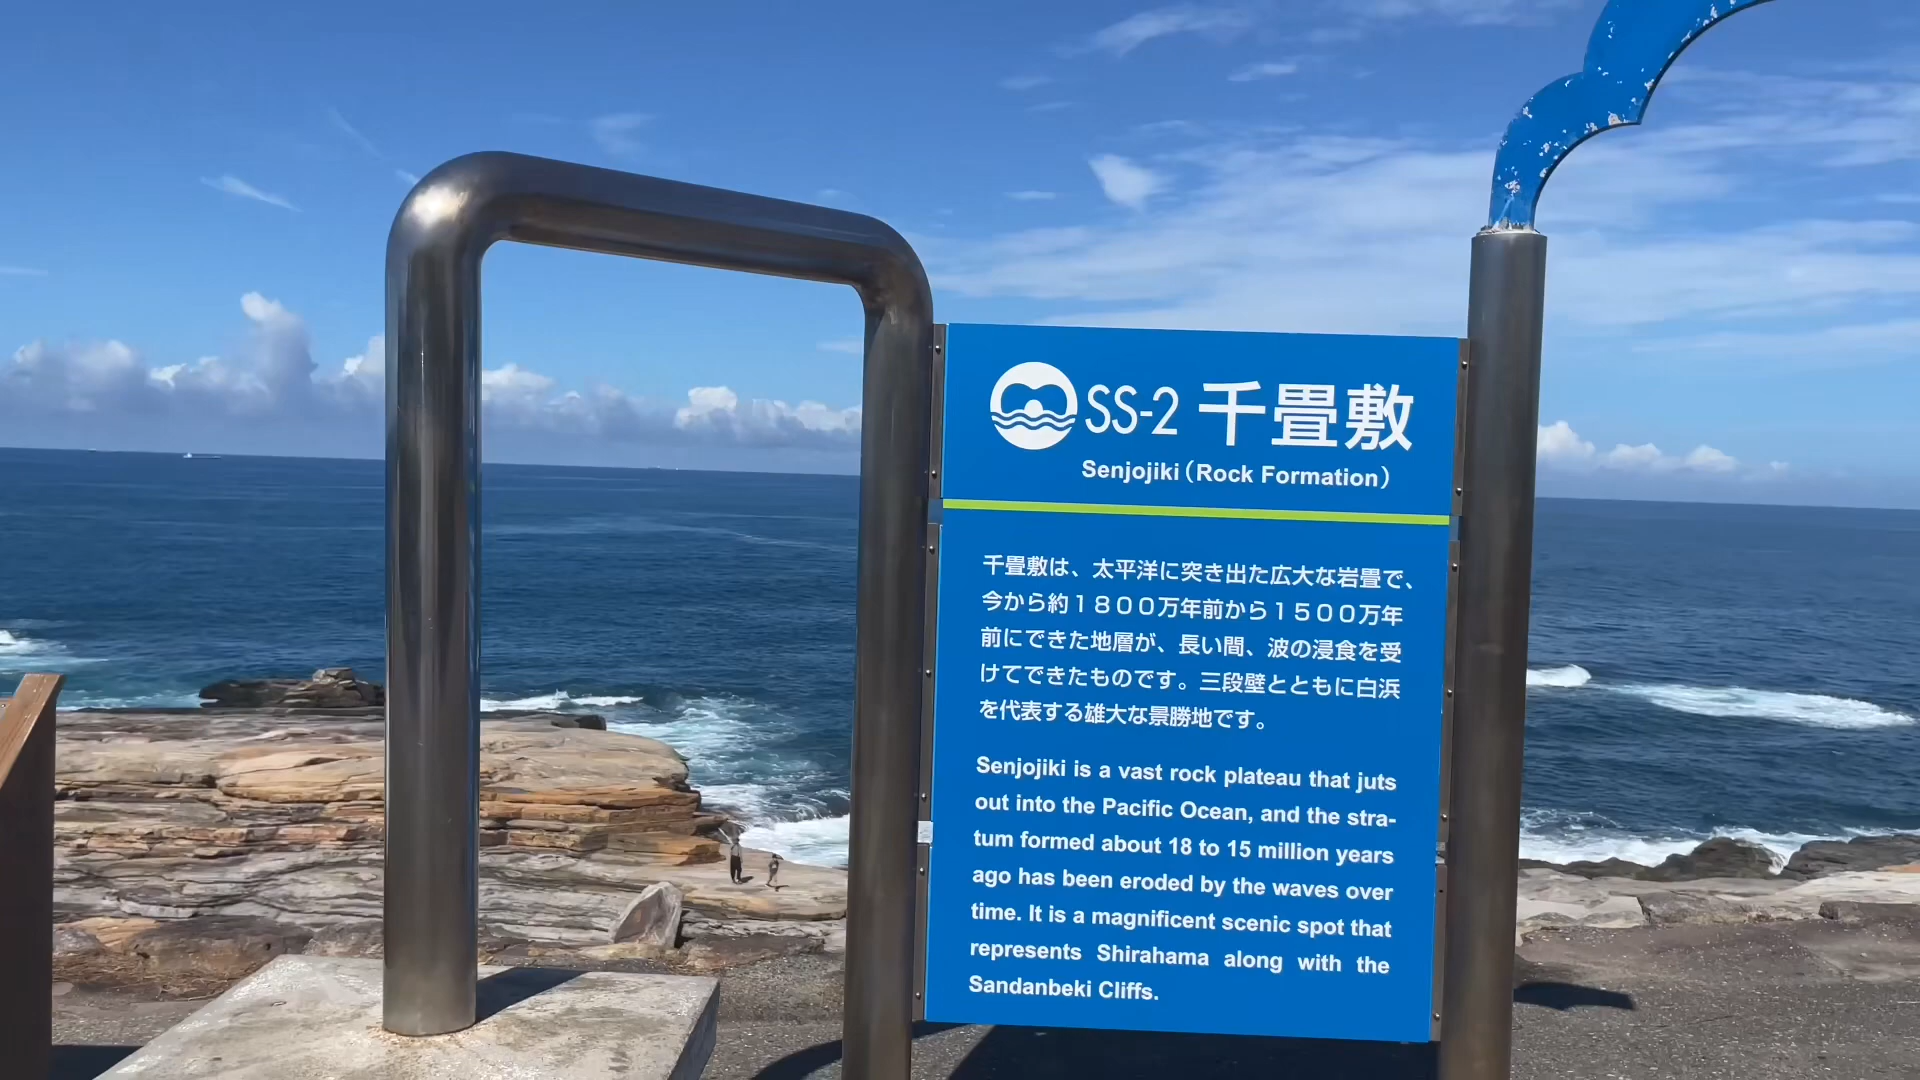 SS-2 千畳敷
Senjojiki（Rock Formation）
千畳敷は、太平洋に突き出た広大な岩畳で、
今から約１８００万年前から１５００万年
前にできた地層が、長い間、波の浸食を受
けてできたものです。三段壁とともに白浜
を代表する雄大な景勝地です。
Senjojiki is a vast rock plateau that juts
out into the Pacific Ocean, and the stra-
tum formed about 18 to 15 million years
ago has been eroded by the waves over
time. It is a magnificent scenic spot that
represents Shirahama along with the
Sandanbeki Cliffs.